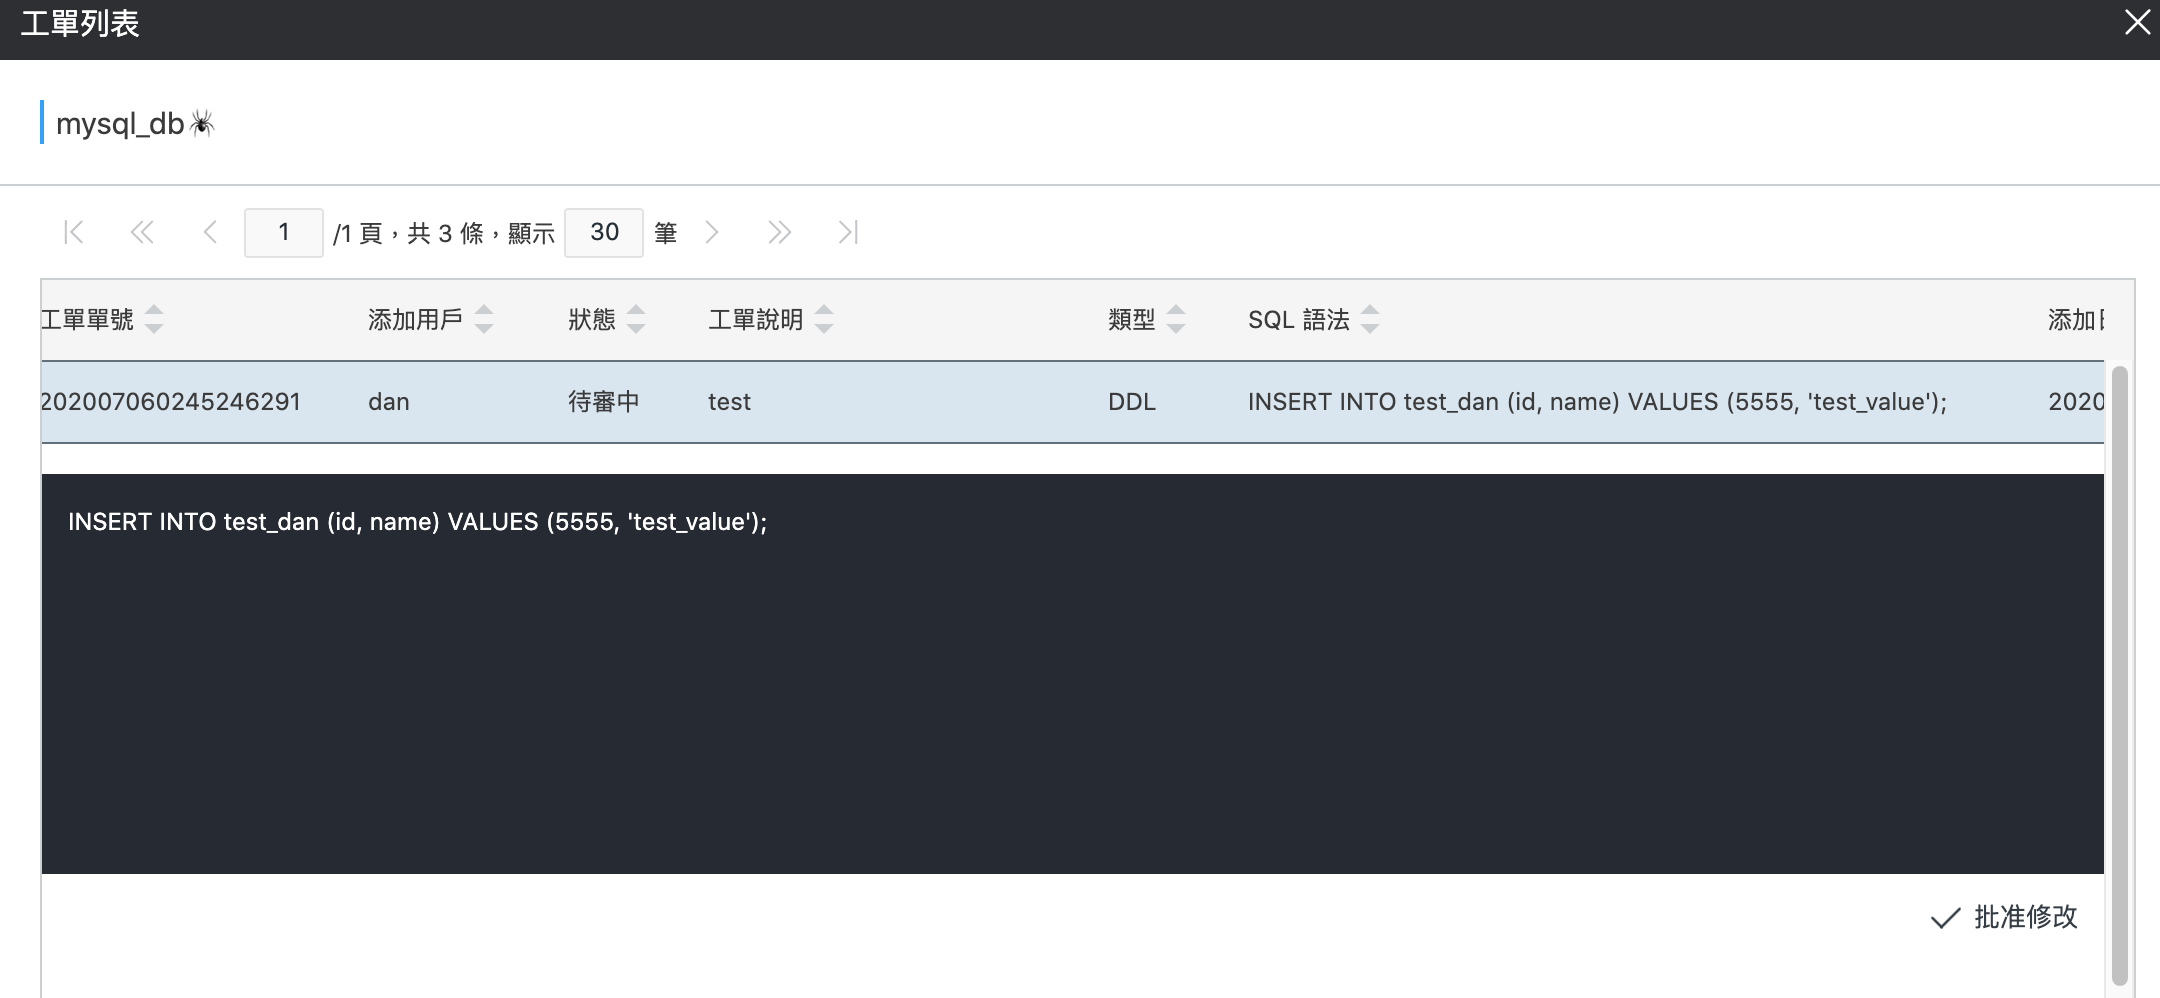 工單列表
mysql_db🕷
1 /1 頁，共 3 條，顯示 30 筆
工單單號 添加用戶 狀態 工單說明 類型 SQL 語法 添加
202007060245246291 dan 待審中 test DDL INSERT INTO test_dan (id, name) VALUES (5555, 'test_value'); 2020
INSERT INTO test_dan (id, name) VALUES (5555, 'test_value');
批准修改